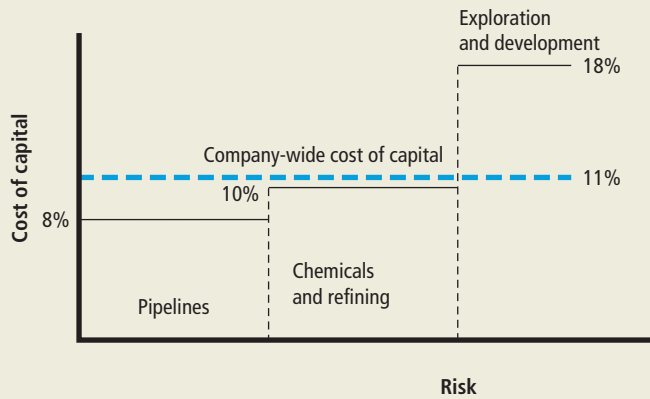 Exploration
and development
18%
Company-wide cost of capital
11%
10%
8%
Chemicals
and refining
Pipelines
Cost of capital
Risk